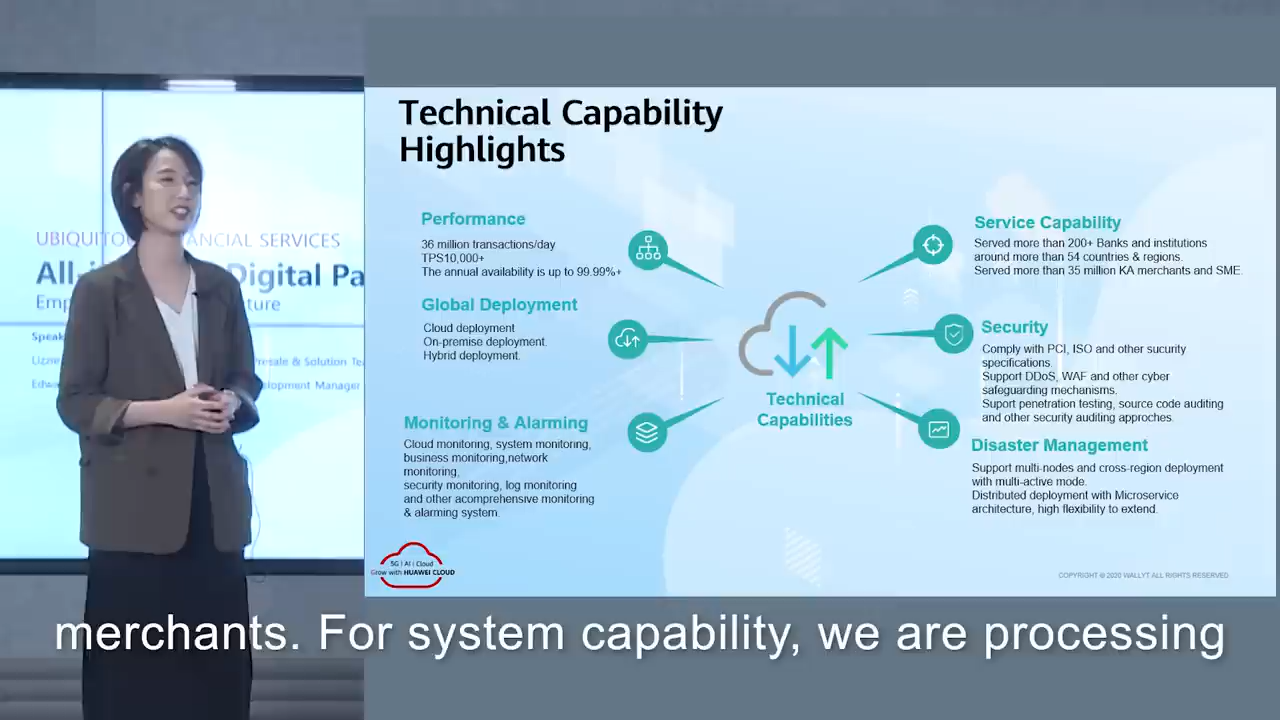 UBIQUITOU ANCIAL SERVICES
All-i Digital Pa
Emp ture
Speak
Lizzie Presale & Solution Te
Edwa elopment Manager
Technical Capability
Highlights
Performance
36 million transactions/day
TPS10,000+
The annual availability is up to 99.99%+
Global Deployment
Cloud deployment
On-premise deployment.
Hybrid deployment.
Monitoring & Alarming
Cloud monitoring, system monitoring,
business monitoring,network
monitoring,
security monitoring, log monitoring
and other acomprehensive monitoring
& alarming system.
Technical
Capabilities
Service Capability
Served more than 200+ Banks and institutions
around more than 54 countries & regions.
Served more than 35 million KA merchants and SME.
Security
Comply with PCI, ISO and other sucurity
specifications.
Support DDoS, WAF and other cyber
safeguarding mechanisms.
Suport penetration testing, source code auditing
and other security auditing approches.
Disaster Management
Support multi-nodes and cross-region deployment
with multi-active mode.
Distributed deployment with Microservice
architecture, high flexibility to extend.
5G | AI | Cloud
Grow with HUAWEI CLOUD
COPYRIGHT © 2020 WALLYT ALL RIGHTS RESERVED
merchants. For system capability, we are processing